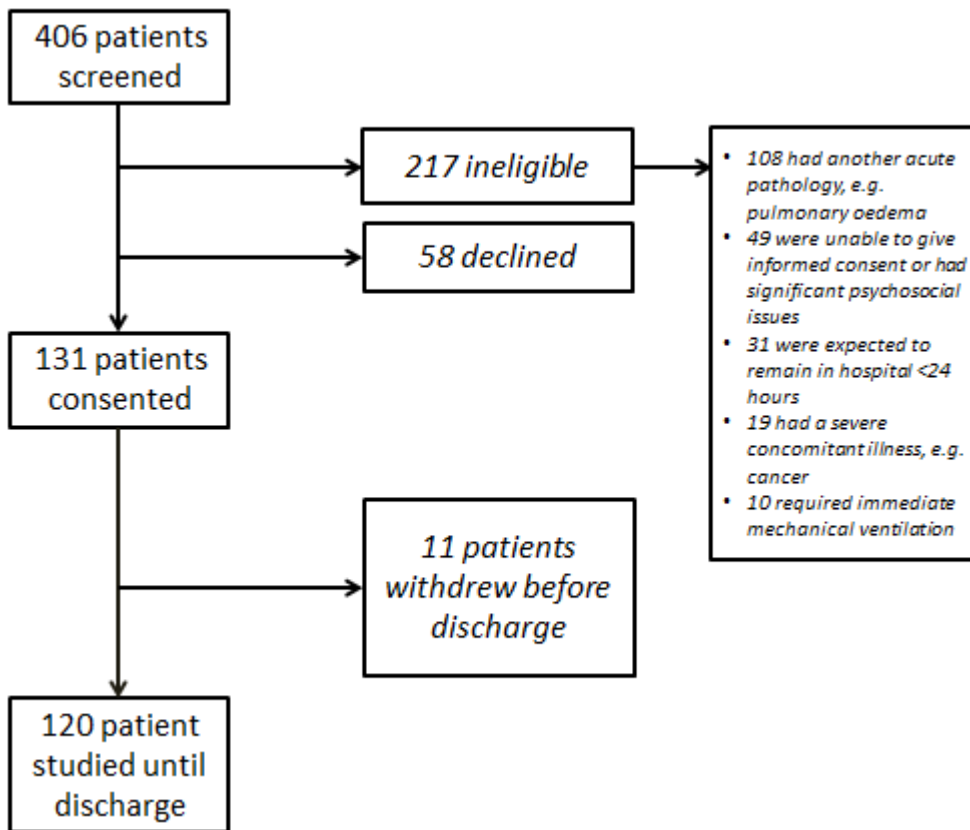 406 patients
screened
217 ineligible
• 108 had another acute
pathology, e.g.
pulmonary oedema
• 49 were unable to give
informed consent or had
significant psychosocial
issues
• 31 were expected to
remain in hospital <24
hours
• 19 had a severe
concomitant illness, e.g.
cancer
• 10 required immediate
mechanical ventilation
58 declined
131 patients
consented
11 patients
withdrew before
discharge
120 patient
studied until
discharge